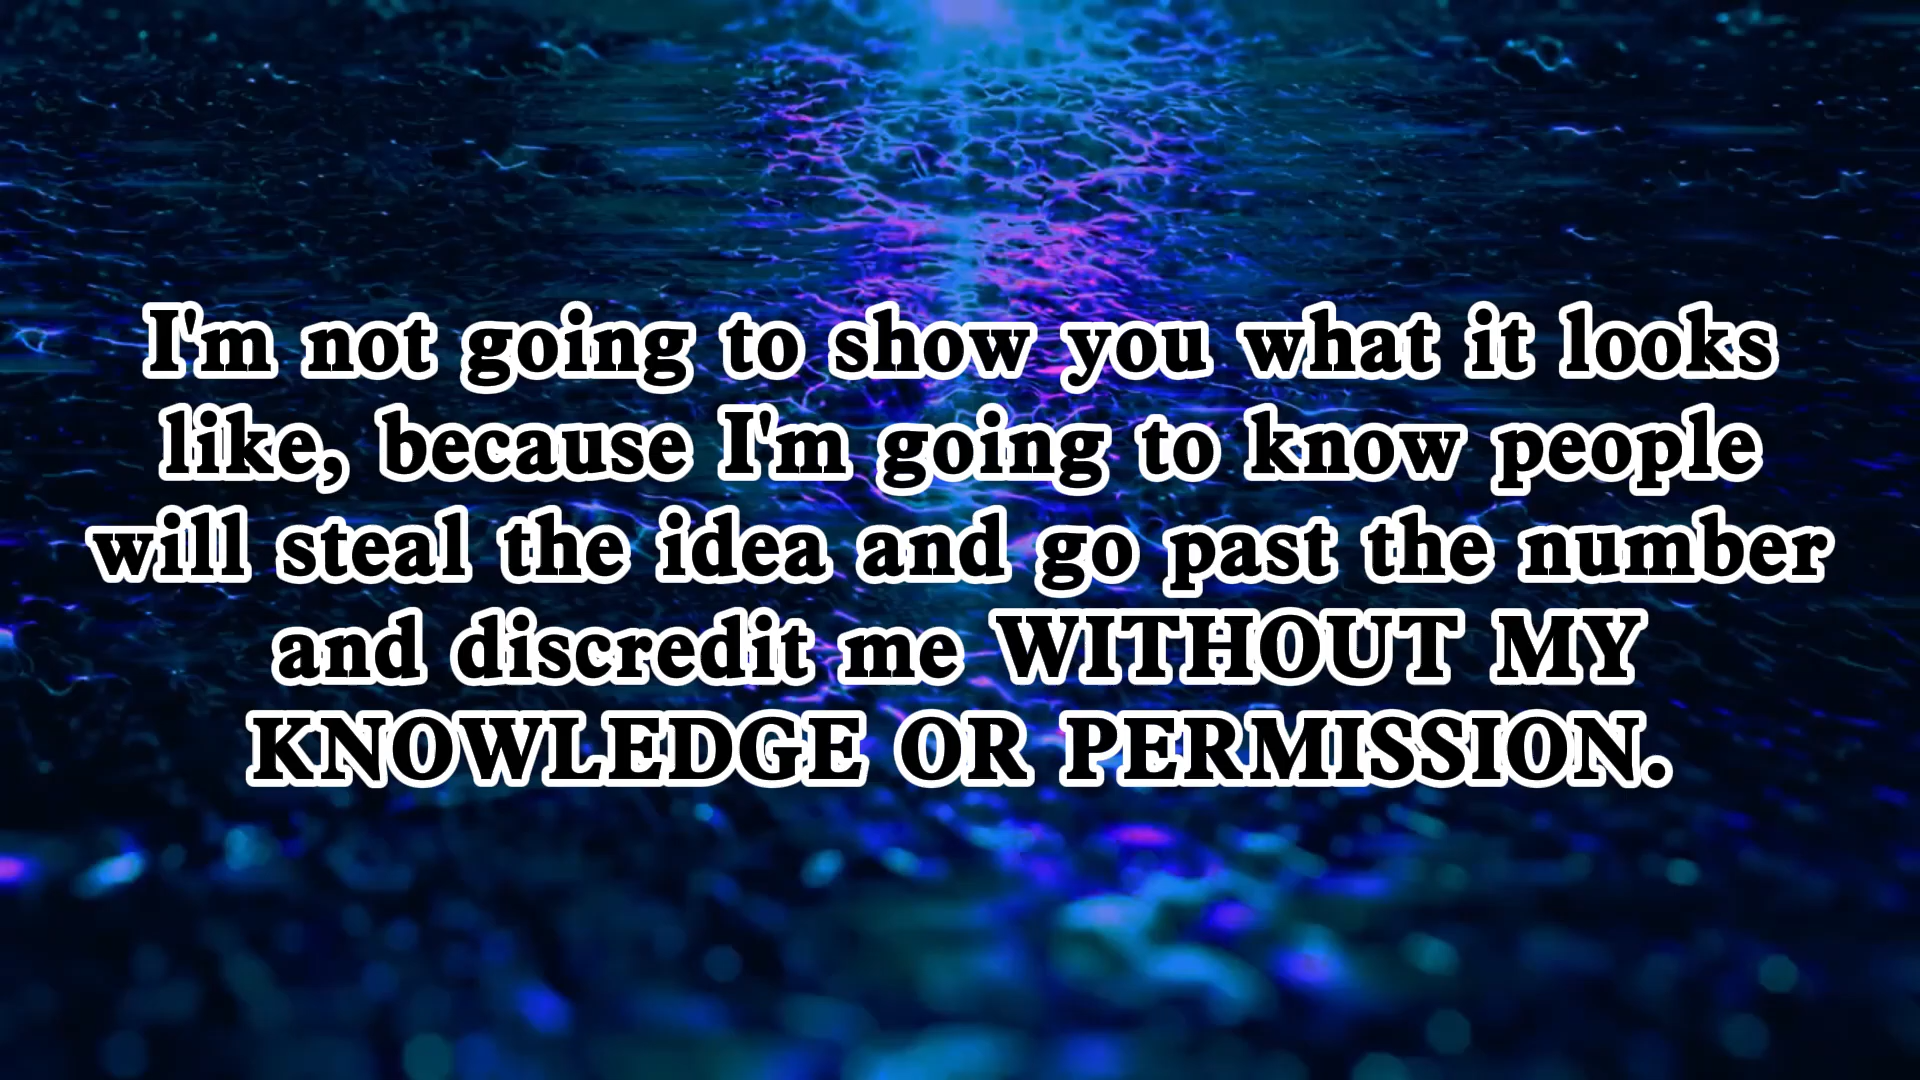 I'm not going to show you what it looks
like, because I'm going to know people
will steal the idea and go past the number
and discredit me WITHOUT MY
KNOWLEDGE OR PERMISSION.